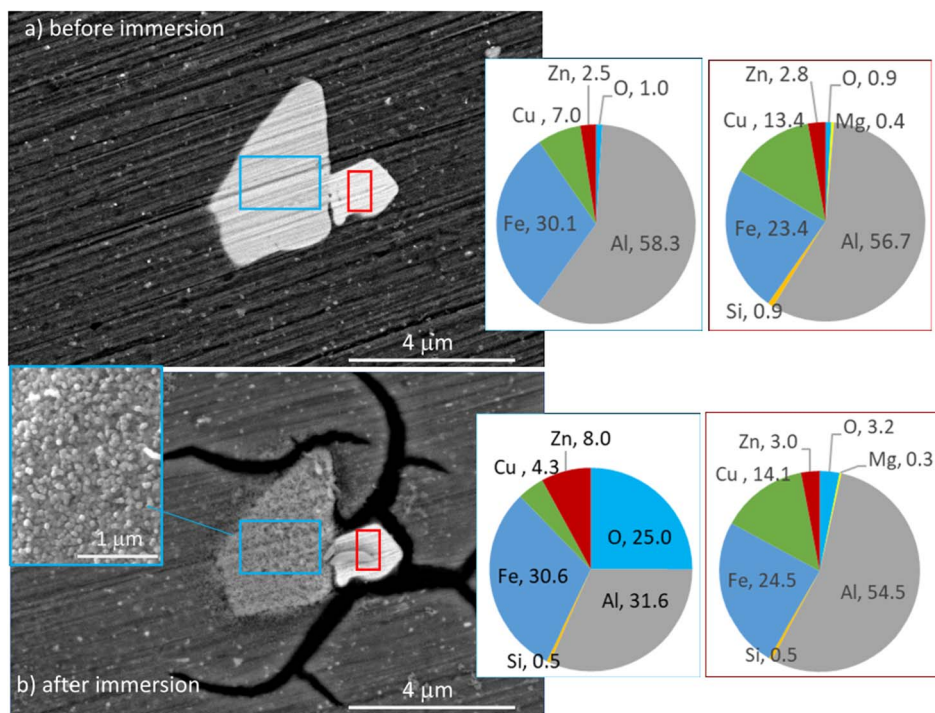 a) before immersion
4 μm
Zn, 2.5
O, 1.0
Cu , 7.0
Fe, 30.1
Al, 58.3
Zn, 2.8
O, 0.9
Cu , 13.4
Mg, 0.4
Fe, 23.4
Al, 56.7
Si, 0.9
1 μm
b) after immersion
4 μm
Zn, 8.0
Cu , 4.3
O, 25.0
Fe, 30.6
Al, 31.6
Si, 0.5
Zn, 3.0
O, 3.2
Cu , 14.1
Mg, 0.3
Fe, 24.5
Al, 54.5
Si, 0.5